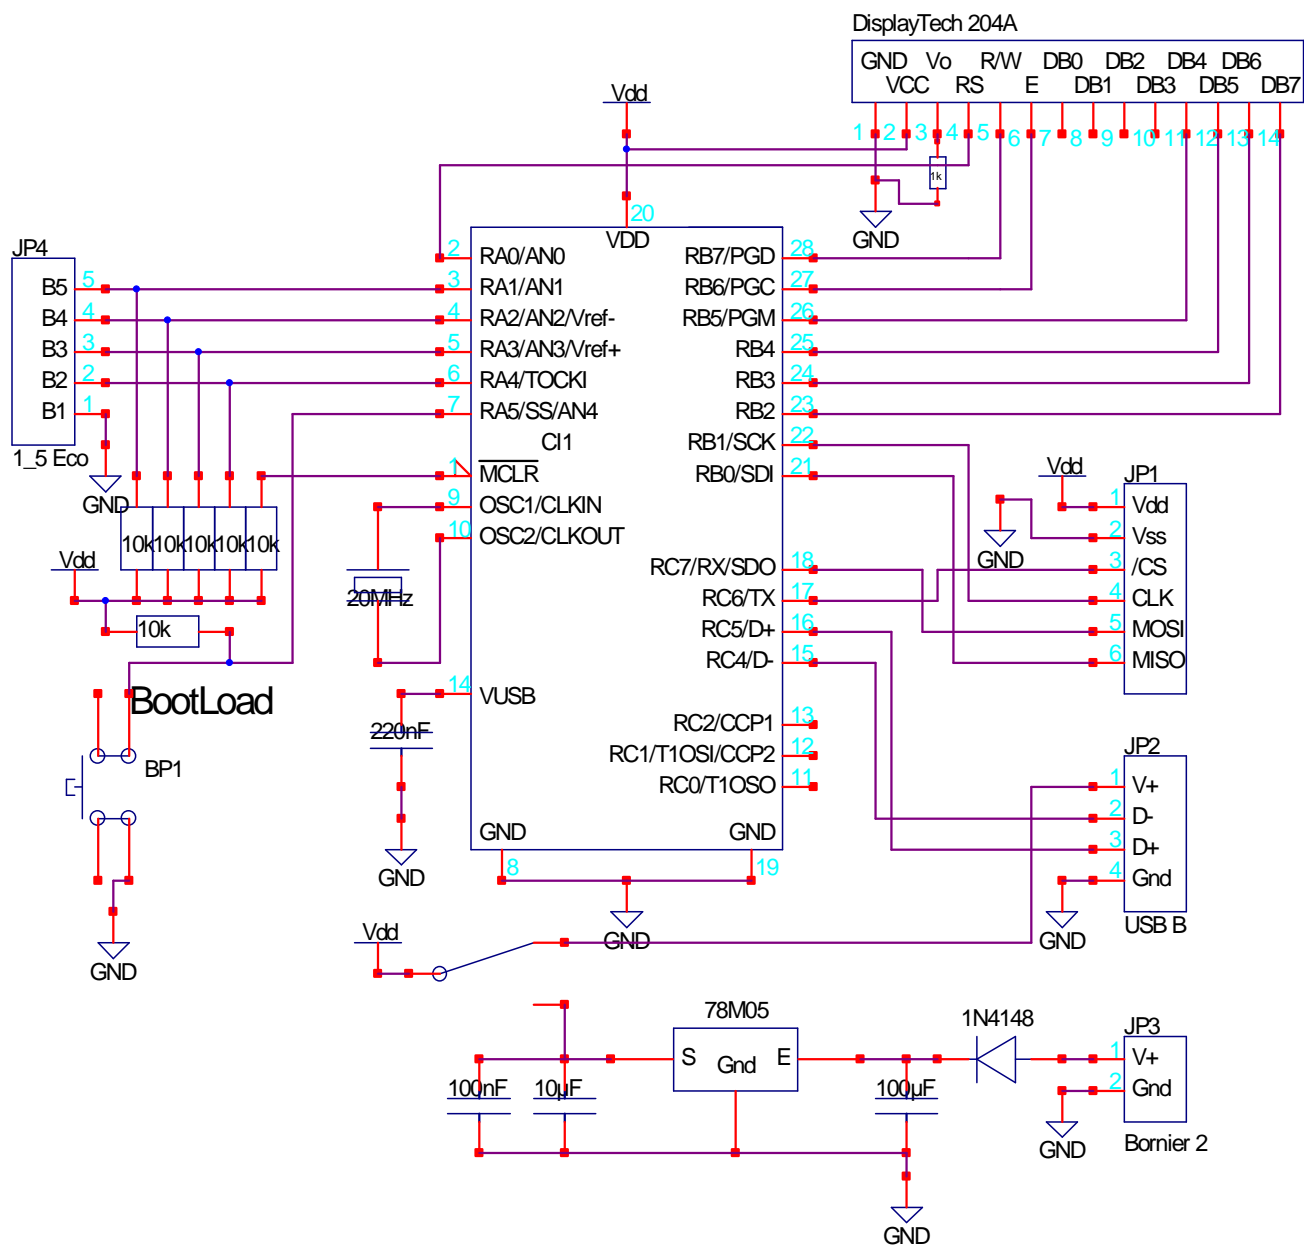 DisplayTech 204A
GND Vo R/W DB0 DB2 DB4 DB6
VCC RS E DB1 DB3 DB5 DB7
1 2 3 4 5 6 7 8 9 10 11 12 13 14
1k
GND
Vdd
20
VDD
JP4
B5 5
B4 4
B3 3
B2 2
B1 1
1_5 Eco
GND
2 RA0/AN0
3 RA1/AN1
4 RA2/AN2/Vref-
5 RA3/AN3/Vref+
6 RA4/TOCKI
7 RA5/SS/AN4
CI1
1 MCLR
9 OSC1/CLKIN
10 OSC2/CLKOUT
14 VUSB
RB7/PGD 28
RB6/PGC 27
RB5/PGM 26
RB4 25
RB3 24
RB2 23
RB1/SCK 22
RB0/SDI 21
RC7/RX/SDO 18
RC6/TX 17
RC5/D+ 16
RC4/D- 15
RC2/CCP1 13
RC1/T1OSI/CCP2 12
RC0/T1OSO 11
GND GND
8 19
GND
10k 10k 10k 10k 10k
Vdd
10k
20MHz
220nF
GND
BootLoad
BP1
GND
Vdd
GND
JP1
1 Vdd
2 Vss
3 /CS
4 CLK
5 MOSI
6 MISO
JP2
1 V+
2 D-
3 D+
4 Gnd
USB B
GND
Vdd
78M05
S Gnd E
1N4148
100nF 10µF 100µF
GND
JP3
1 V+
2 Gnd
Bornier 2
GND